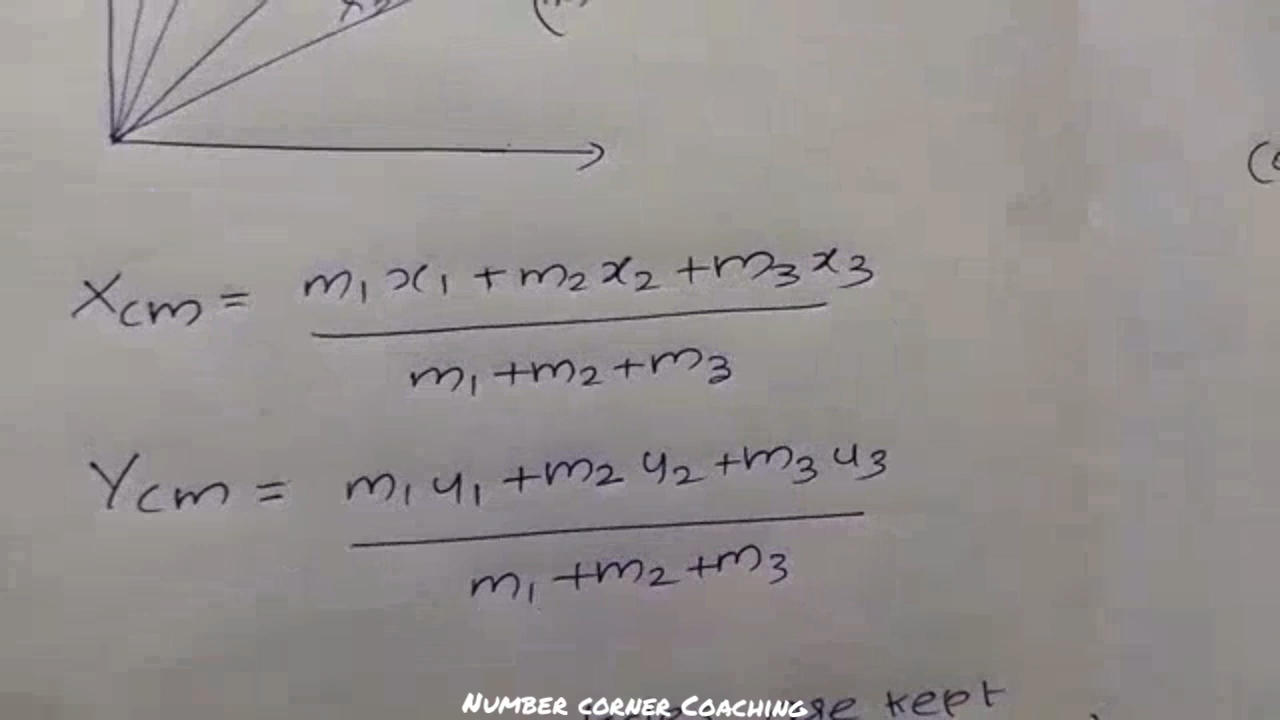 Xcm = m₁x₁ + m₂x₂ + m₃x₃
m₁ + m₂ + m₃
Ycm = m₁y₁ + m₂y₂ + m₃y₃
m₁ + m₂ + m₃
kept
Number corner Coaching